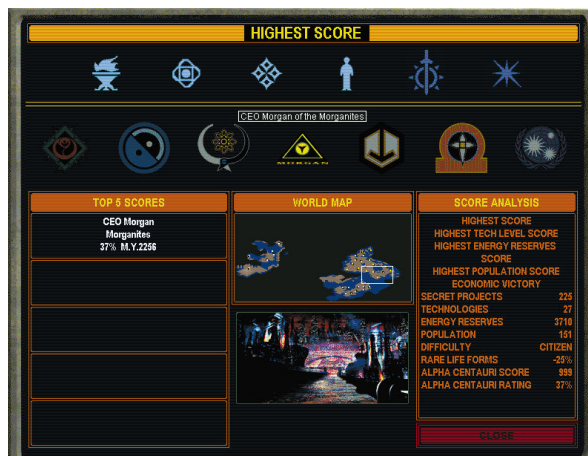 HIGHEST SCORE
CEO Morgan of the Morganites
MORGAN
TOP 5 SCORES
CEO Morgan
Morganites
37% M.Y.2256
WORLD MAP
SCORE ANALYSIS
HIGHEST SCORE
HIGHEST TECH LEVEL SCORE
HIGHEST ENERGY RESERVES
SCORE
HIGHEST POPULATION SCORE
ECONOMIC VICTORY
SECRET PROJECTS 225
TECHNOLOGIES 27
ENERGY RESERVES 3710
POPULATION 151
DIFFICULTY CITIZEN
RARE LIFE FORMS -25%
ALPHA CENTAURI SCORE 999
ALPHA CENTAURI RATING 37%
CLOSE